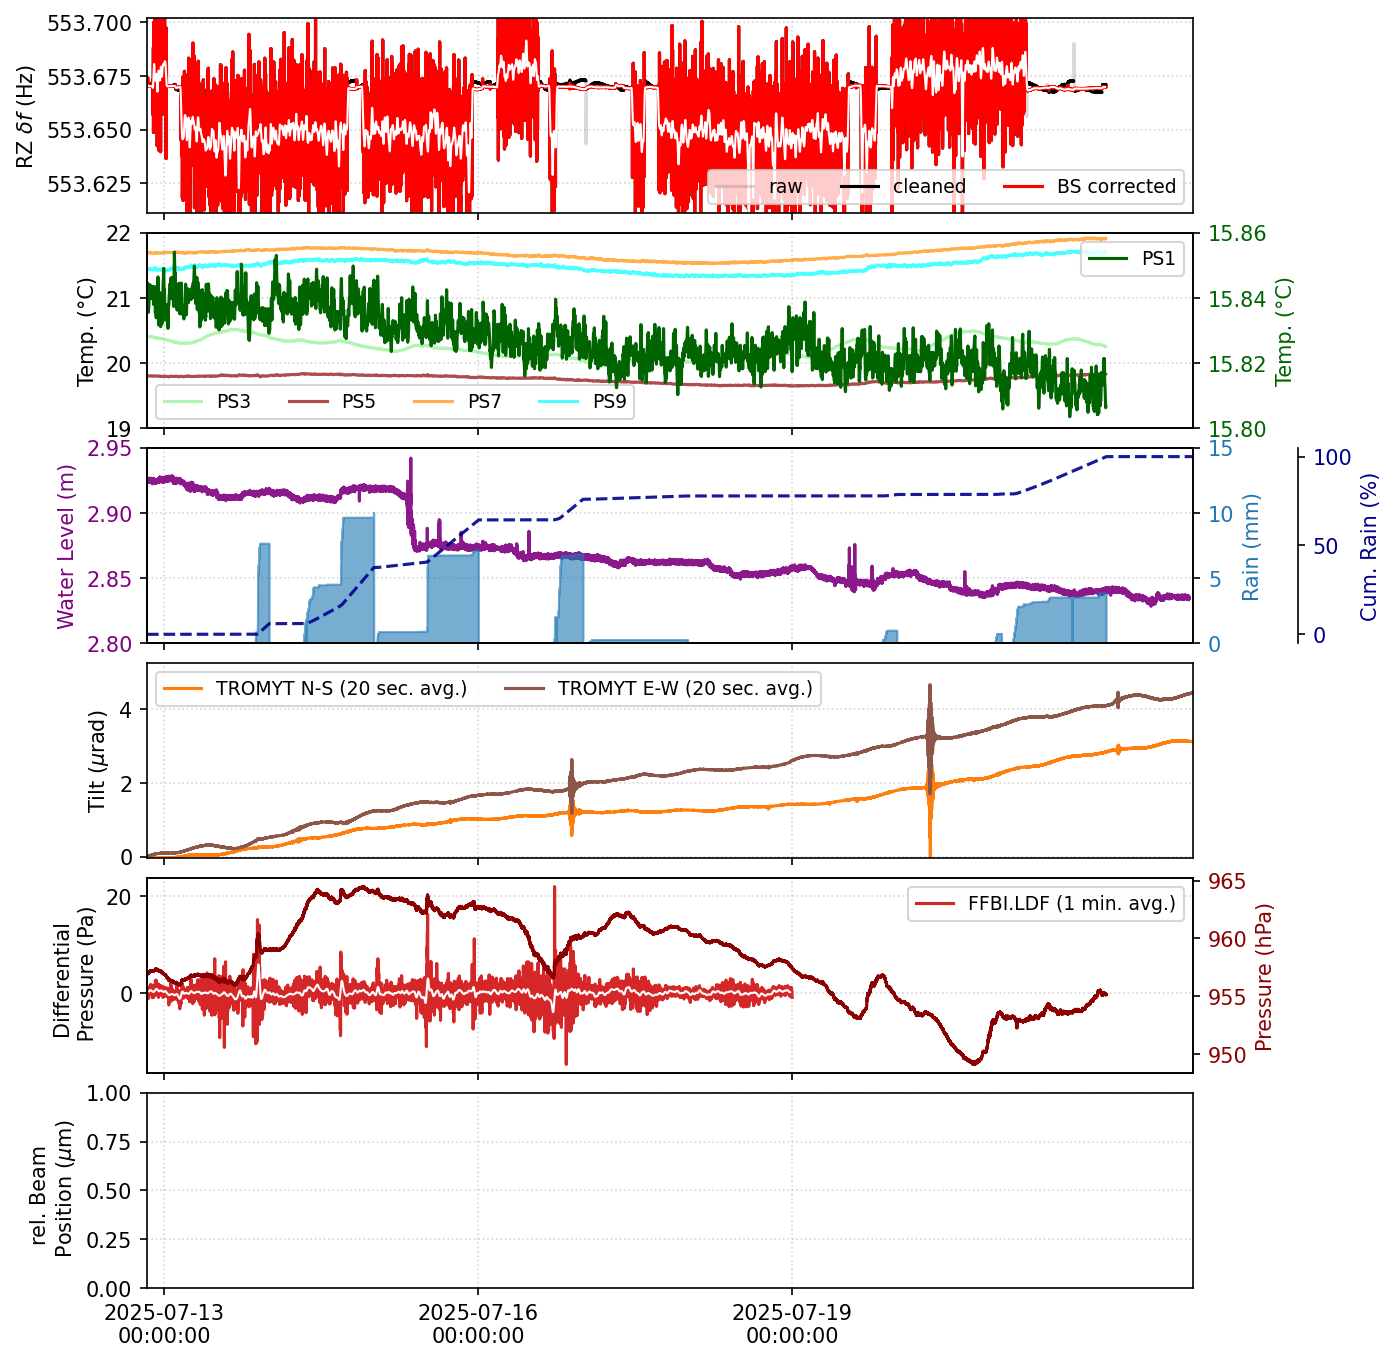 553.700
553.675
553.650
553.625
RZ δf (Hz)
raw cleaned BS corrected
22
21
20
19
Temp. (°C)
15.86
15.84
15.82
15.80
Temp. (°C)
PS1
PS3 PS5 PS7 PS9
2.95
2.90
2.85
2.80
Water Level (m)
15
10
5
0
Rain (mm)
100
50
0
Cum. Rain (%)
4
2
0
Tilt (μrad)
TROMYT N-S (20 sec. avg.) TROMYT E-W (20 sec. avg.)
20
0
Differential
Pressure (Pa)
965
960
955
950
Pressure (hPa)
FFBI.LDF (1 min. avg.)
1.00
0.75
0.50
0.25
0.00
rel. Beam
Position (μm)
2025-07-13
00:00:00
2025-07-16
00:00:00
2025-07-19
00:00:00